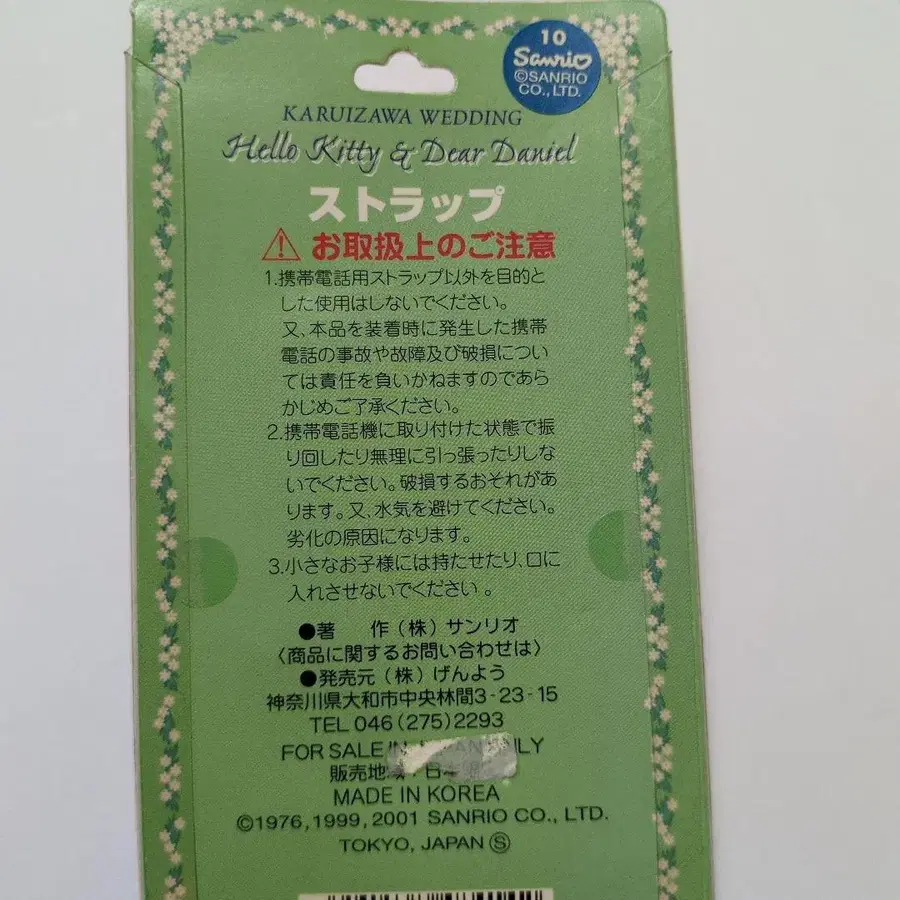 10
Sanrio
©SANRIO
CO., LTD.
KARUIZAWA WEDDING
Hello Kitty & Dear Daniel
ストラップ
お取扱上のご注意
1.携帯電話用ストラップ以外を目的と
した使用はしないでください。
又、本品を装着時に発生した携帯
電話の事故や故障及び破損につい
ては責任を負いかねますのであら
かじめご了承ください。
2.携帯電話機に取り付けた状態で振
り回したり無理に引っ張ったりしな
いでください。破損するおそれがあ
ります。又、水気を避けてください。
劣化の原因になります。
3.小さなお子様には持たせたり、口に
入れさせないでください。
●著 作(株)サンリオ
〈商品に関するお問い合わせは〉
●発売元(株)げんよう
神奈川県大和市中央林間3-23-15
TEL 046(275)2293
FOR SALE IN JAPAN ONLY
販売地域・日本
MADE IN KOREA
©1976,1999,2001 SANRIO CO., LTD.
TOKYO, JAPAN Ⓢ